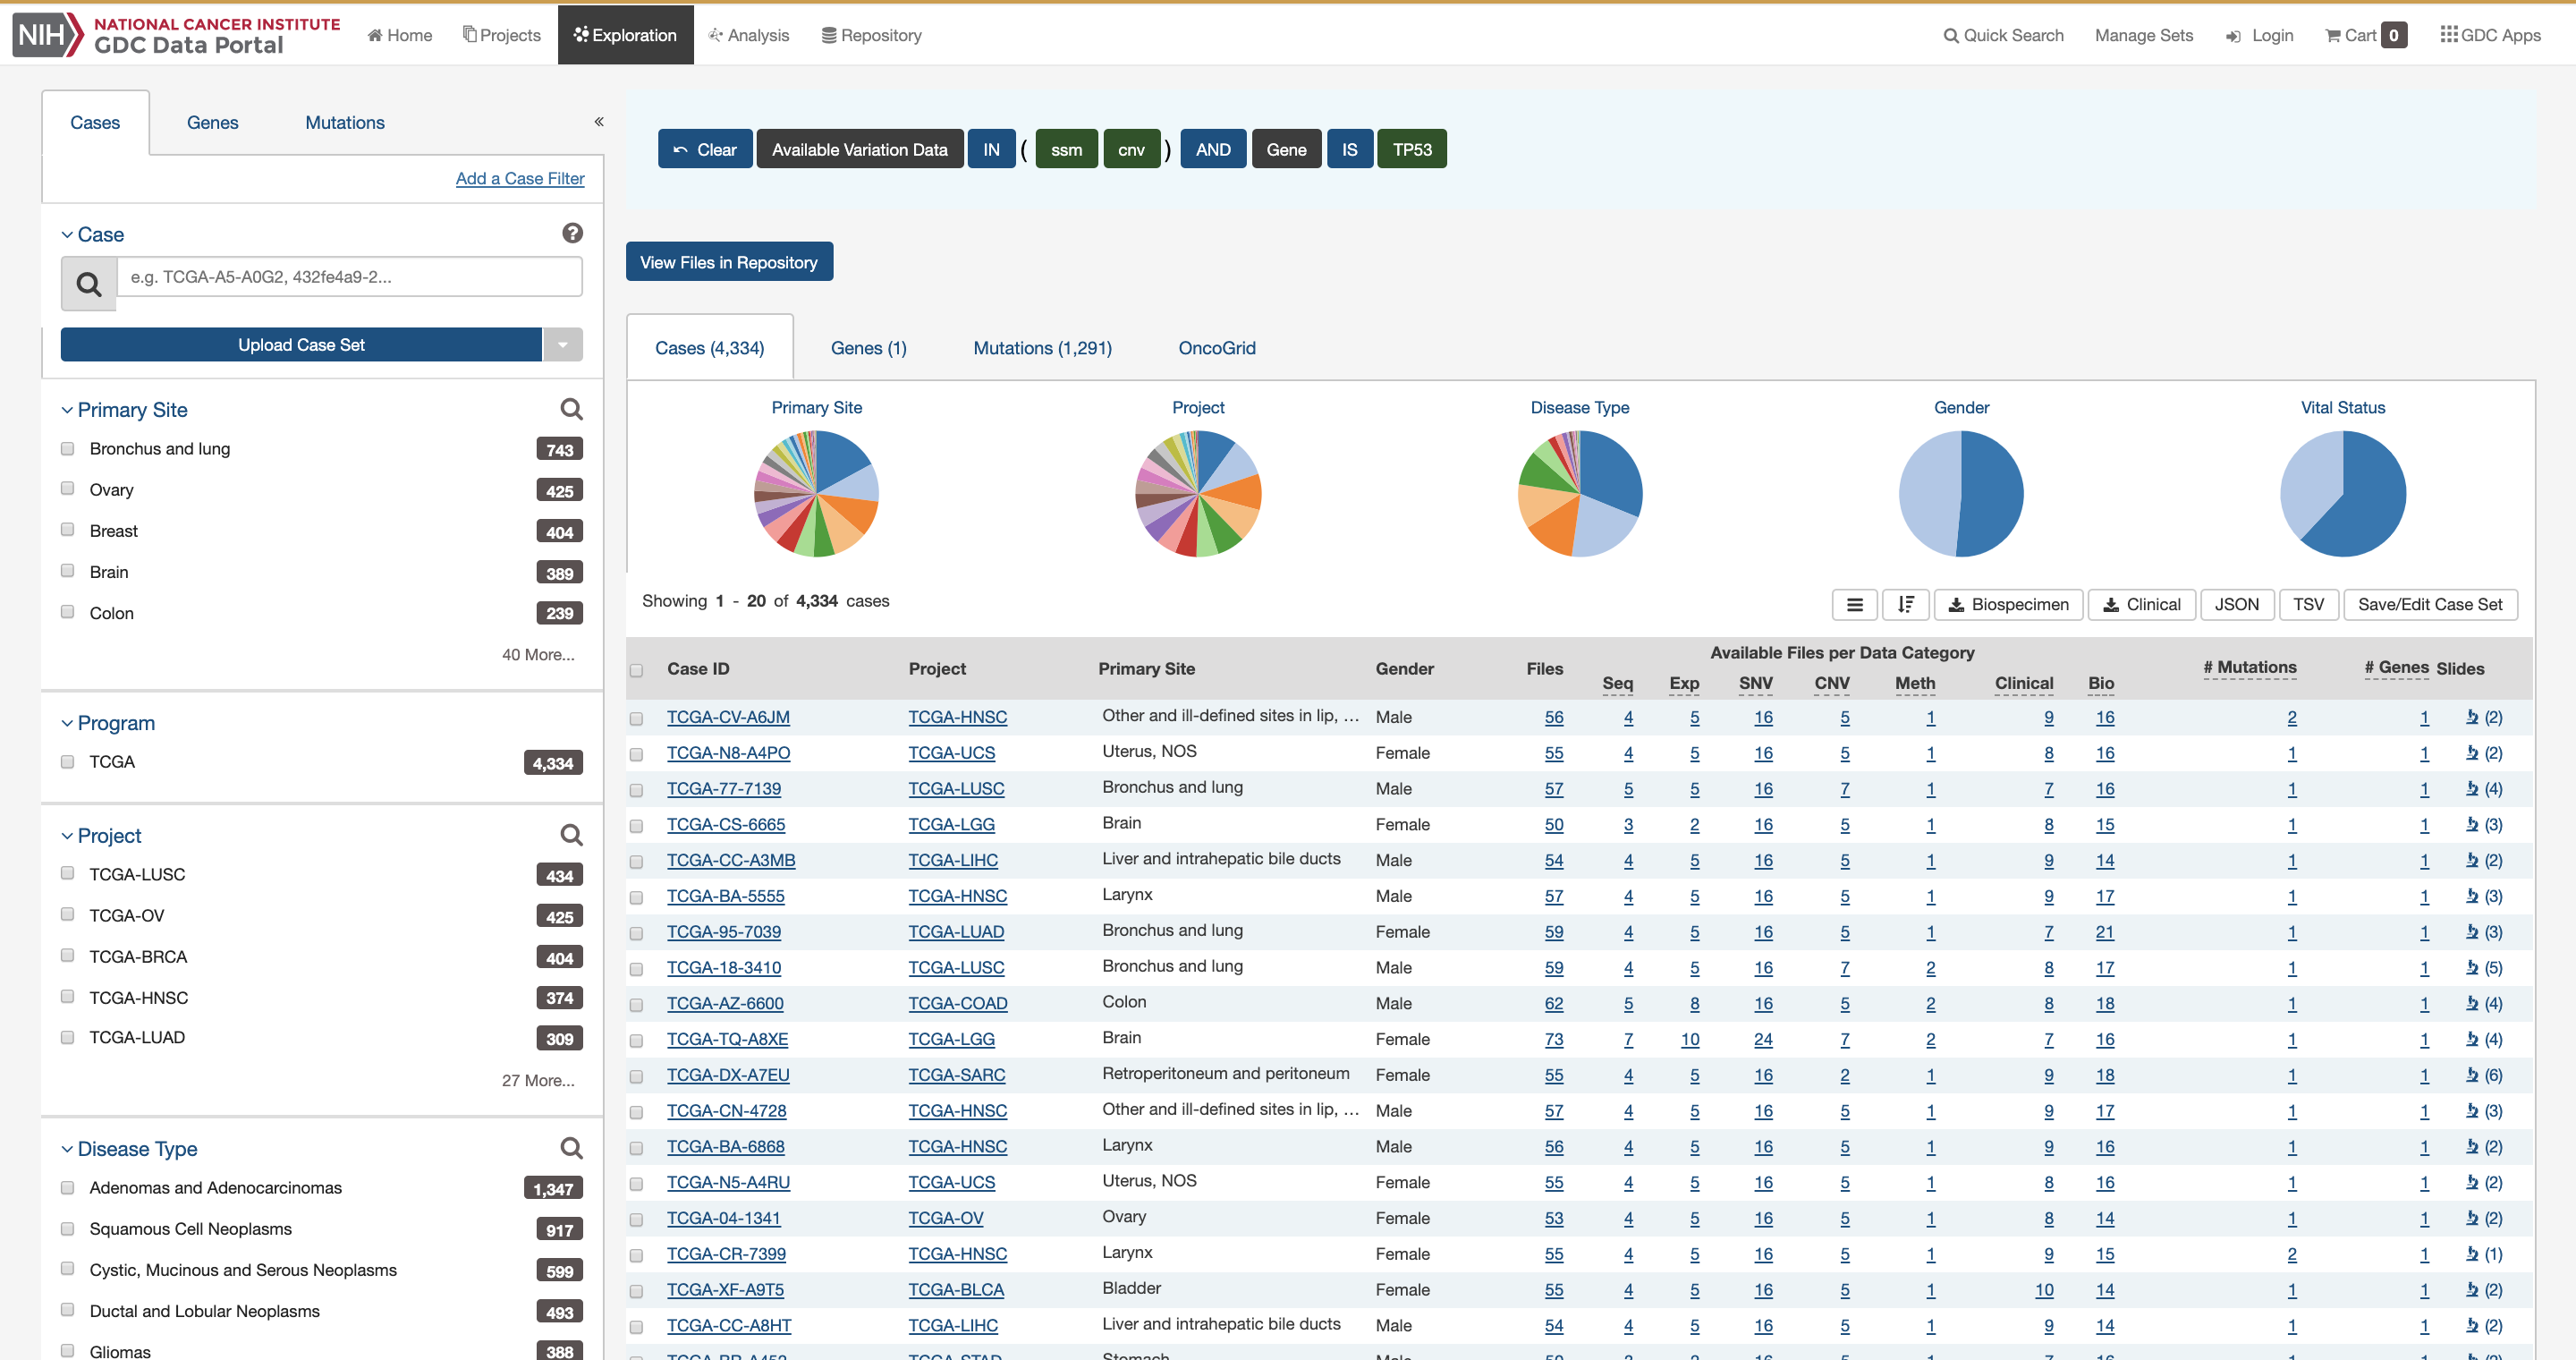 NIH NATIONAL CANCER INSTITUTE
GDC Data Portal
Home Projects Exploration Analysis Repository Quick Search Manage Sets Login Cart 0 GDC Apps
Cases Genes Mutations «
Add a Case Filter
Case ?
e.g. TCGA-A5-A0G2, 432fe4a9-2...
Upload Case Set
Primary Site
Bronchus and lung 743
Ovary 425
Breast 404
Brain 389
Colon 239
40 More...
Program
TCGA 4,334
Project
TCGA-LUSC 434
TCGA-OV 425
TCGA-BRCA 404
TCGA-HNSC 374
TCGA-LUAD 309
27 More...
Disease Type
Adenomas and Adenocarcinomas 1,347
Squamous Cell Neoplasms 917
Cystic, Mucinous and Serous Neoplasms 599
Ductal and Lobular Neoplasms 493
Gliomas 388
Clear Available Variation Data IN ( ssm cnv ) AND Gene IS TP53
View Files in Repository
Cases (4,334) Genes (1) Mutations (1,291) OncoGrid
Primary Site Project Disease Type Gender Vital Status
Showing 1 - 20 of 4,334 cases
Biospecimen Clinical JSON TSV Save/Edit Case Set
Case ID Project Primary Site Gender Files Available Files per Data Category # Mutations # Genes Slides
Seq Exp SNV CNV Meth Clinical Bio
TCGA-CV-A6JM TCGA-HNSC Other and ill-defined sites in lip, ... Male 56 4 5 16 5 1 9 16 2 1 (2)
TCGA-N8-A4PO TCGA-UCS Uterus, NOS Female 55 4 5 16 5 1 8 16 1 1 (2)
TCGA-77-7139 TCGA-LUSC Bronchus and lung Male 57 5 5 16 7 1 7 16 1 1 (4)
TCGA-CS-6665 TCGA-LGG Brain Female 50 3 2 16 5 1 8 15 1 1 (3)
TCGA-CC-A3MB TCGA-LIHC Liver and intrahepatic bile ducts Male 54 4 5 16 5 1 9 14 1 1 (2)
TCGA-BA-5555 TCGA-HNSC Larynx Male 57 4 5 16 5 1 9 17 1 1 (3)
TCGA-95-7039 TCGA-LUAD Bronchus and lung Female 59 4 5 16 5 1 7 21 1 1 (3)
TCGA-18-3410 TCGA-LUSC Bronchus and lung Male 59 4 5 16 7 2 8 17 1 1 (5)
TCGA-AZ-6600 TCGA-COAD Colon Male 62 5 8 16 5 2 8 18 1 1 (4)
TCGA-TQ-A8XE TCGA-LGG Brain Female 73 7 10 24 7 2 7 16 1 1 (4)
TCGA-DX-A7EU TCGA-SARC Retroperitoneum and peritoneum Female 55 4 5 16 2 1 9 18 1 1 (6)
TCGA-CN-4728 TCGA-HNSC Other and ill-defined sites in lip, ... Male 57 4 5 16 5 1 9 17 1 1 (3)
TCGA-BA-6868 TCGA-HNSC Larynx Male 56 4 5 16 5 1 9 16 1 1 (2)
TCGA-N5-A4RU TCGA-UCS Uterus, NOS Female 55 4 5 16 5 1 8 16 1 1 (2)
TCGA-04-1341 TCGA-OV Ovary Female 53 4 5 16 5 1 8 14 1 1 (2)
TCGA-CR-7399 TCGA-HNSC Larynx Female 55 4 5 16 5 1 9 15 2 1 (1)
TCGA-XF-A9T5 TCGA-BLCA Bladder Female 55 4 5 16 5 1 10 14 1 1 (2)
TCGA-CC-A8HT TCGA-LIHC Liver and intrahepatic bile ducts Male 54 4 5 16 5 1 9 14 1 1 (2)